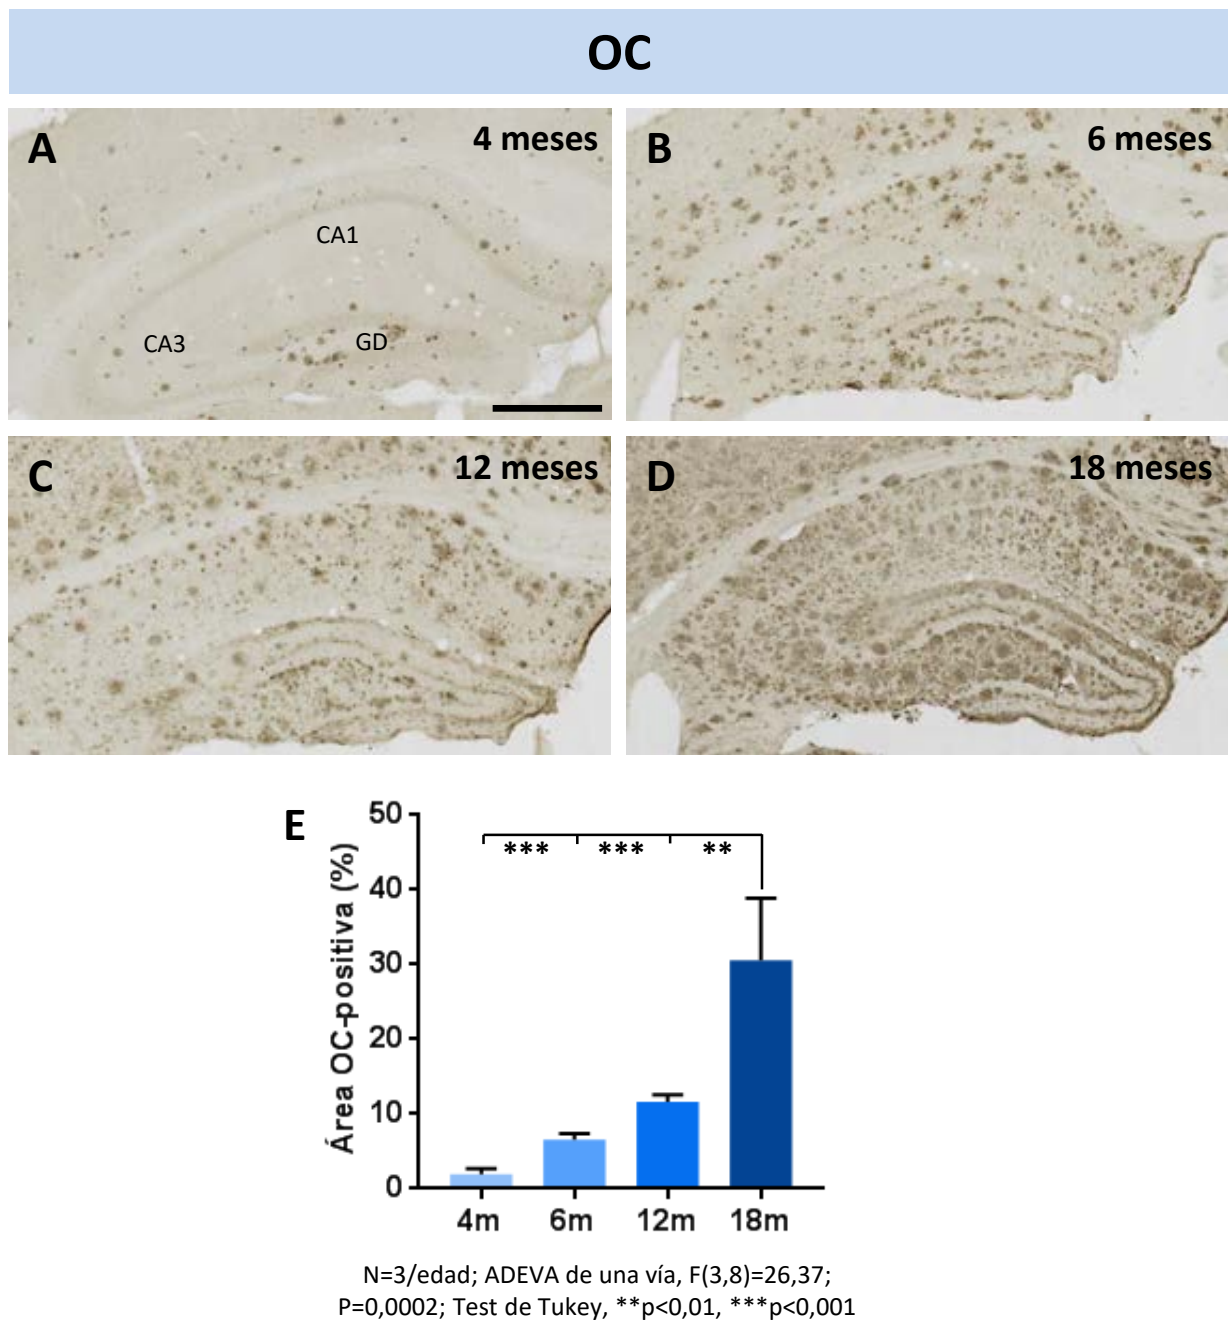 OC
A
4 meses
CA1
CA3
GD
B
6 meses
C
12 meses
D
18 meses
E
Área OC-positiva (%)
50
40
30
20
10
0
*** *** **
4m 6m 12m 18m
N=3/edad; ADEVA de una vía, F(3,8)=26,37;
P=0,0002; Test de Tukey, **p<0,01, ***p<0,001